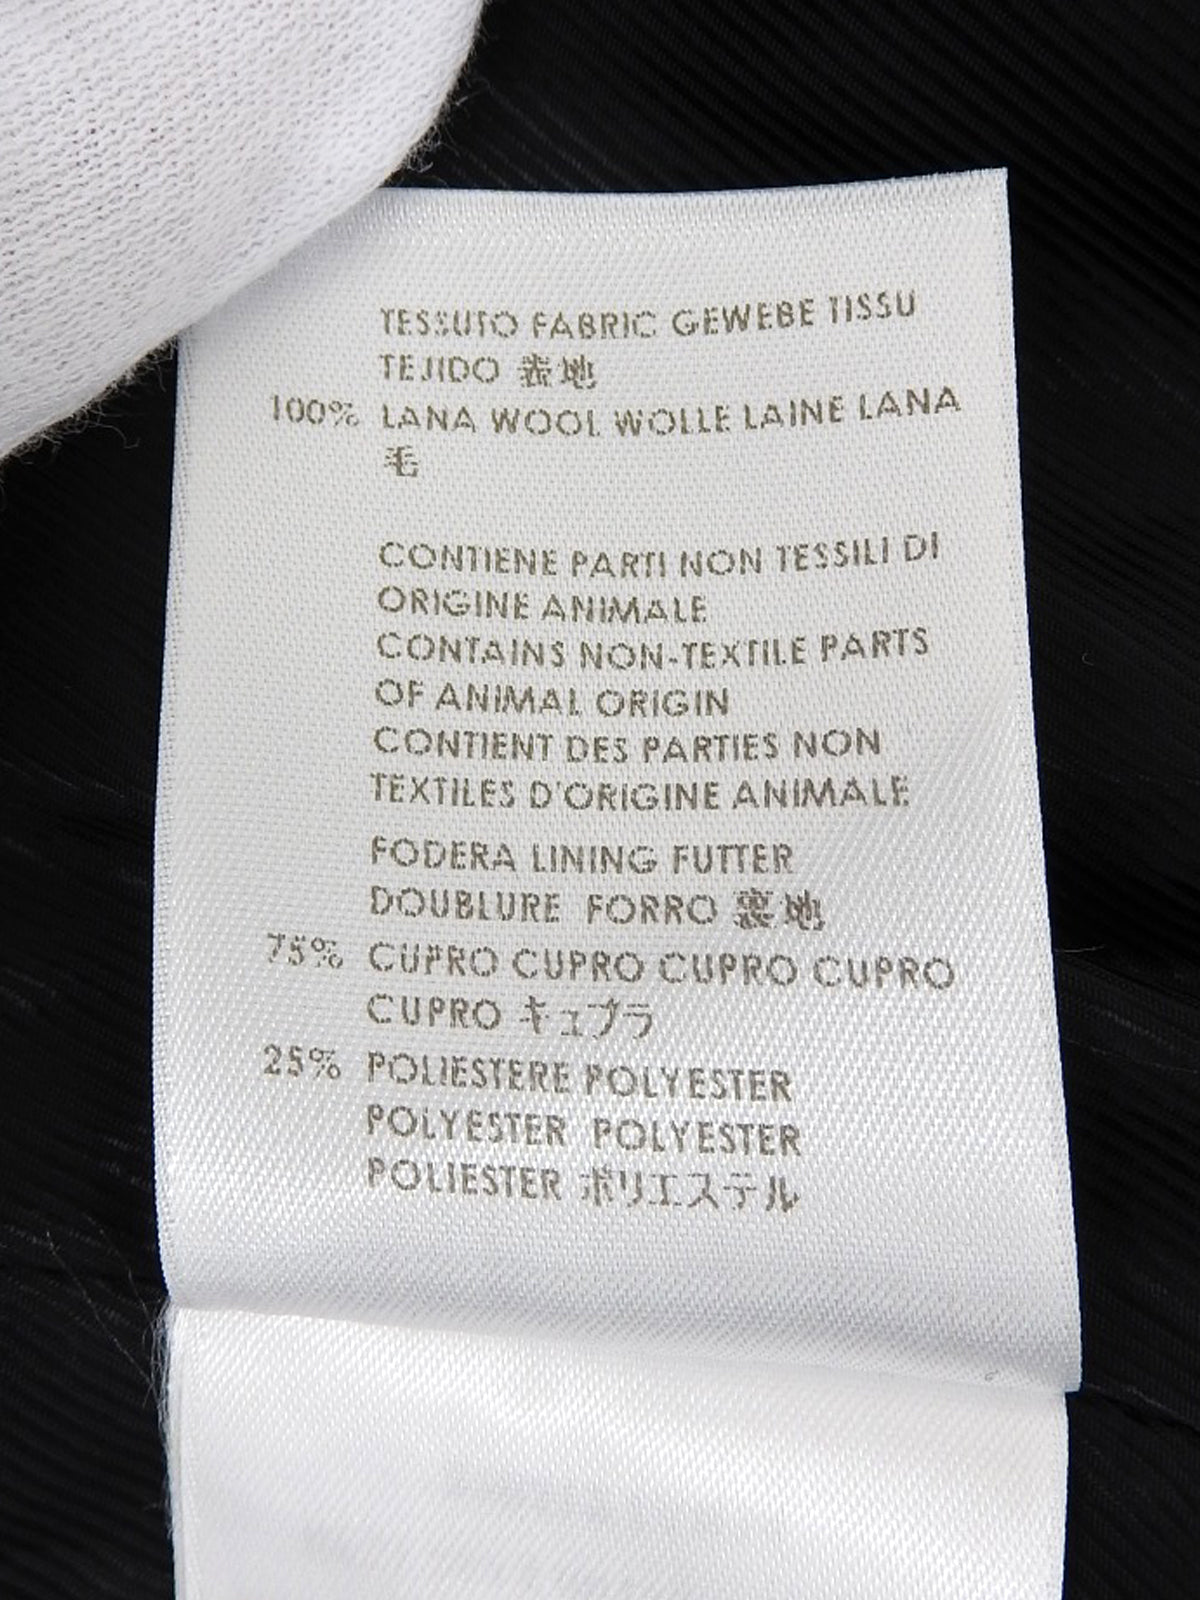 TESSUTO FABRIC GEWEBE TISSU
TEJIDO 表地
100% LANA WOOL WOLLE LAINE LANA
毛
CONTIENE PARTI NON TESSILI DI
ORIGINE ANIMALE
CONTAINS NON-TEXTILE PARTS
OF ANIMAL ORIGIN
CONTIENT DES PARTIES NON
TEXTILES D'ORIGINE ANIMALE
FODERA LINING FUTTER
DOUBLURE FORRO 裏地
75% CUPRO CUPRO CUPRO CUPRO
CUPRO キュプラ
25% POLIESTERE POLYESTER
POLYESTER POLYESTER
POLIESTER ポリエステル